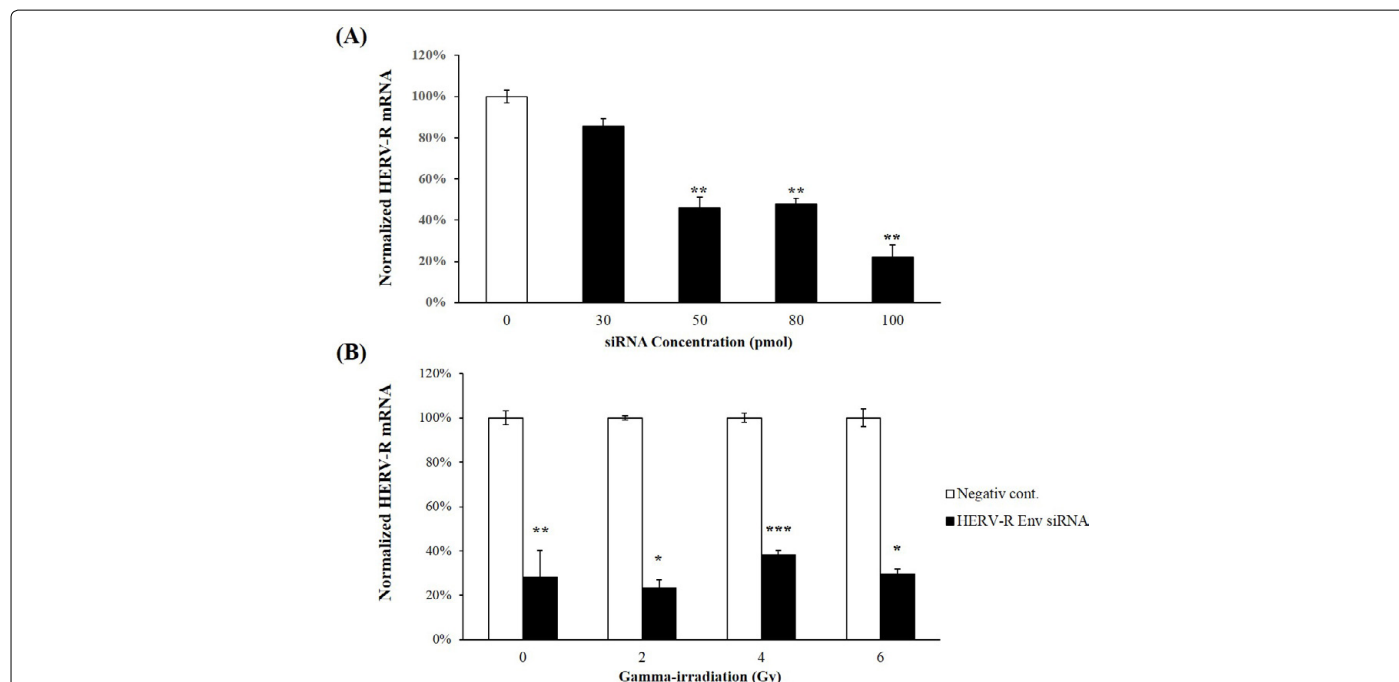 (A)
120%
100%
80%
60%
40%
20%
0%
Normalized HERV-R mRNA
**
**
**
0 30 50 80 100
siRNA Concentration (pmol)
(B)
120%
100%
80%
60%
40%
20%
0%
Normalized HERV-R mRNA
**
*
***
*
0 2 4 6
Gamma-irradiation (Gy)
Negativ cont.
HERV-R Env siRNA